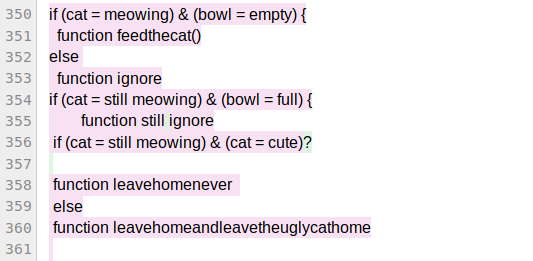 350 if (cat = meowing) & (bowl = empty) {
351 function feedthecat()
352 else
353 function ignore
354 if (cat = still meowing) & (bowl = full) {
355 function still ignore
356 if (cat = still meowing) & (cat = cute)?
357
358 function leavehomenever
359 else
360 function leavehomeandleavetheuglycathome
361